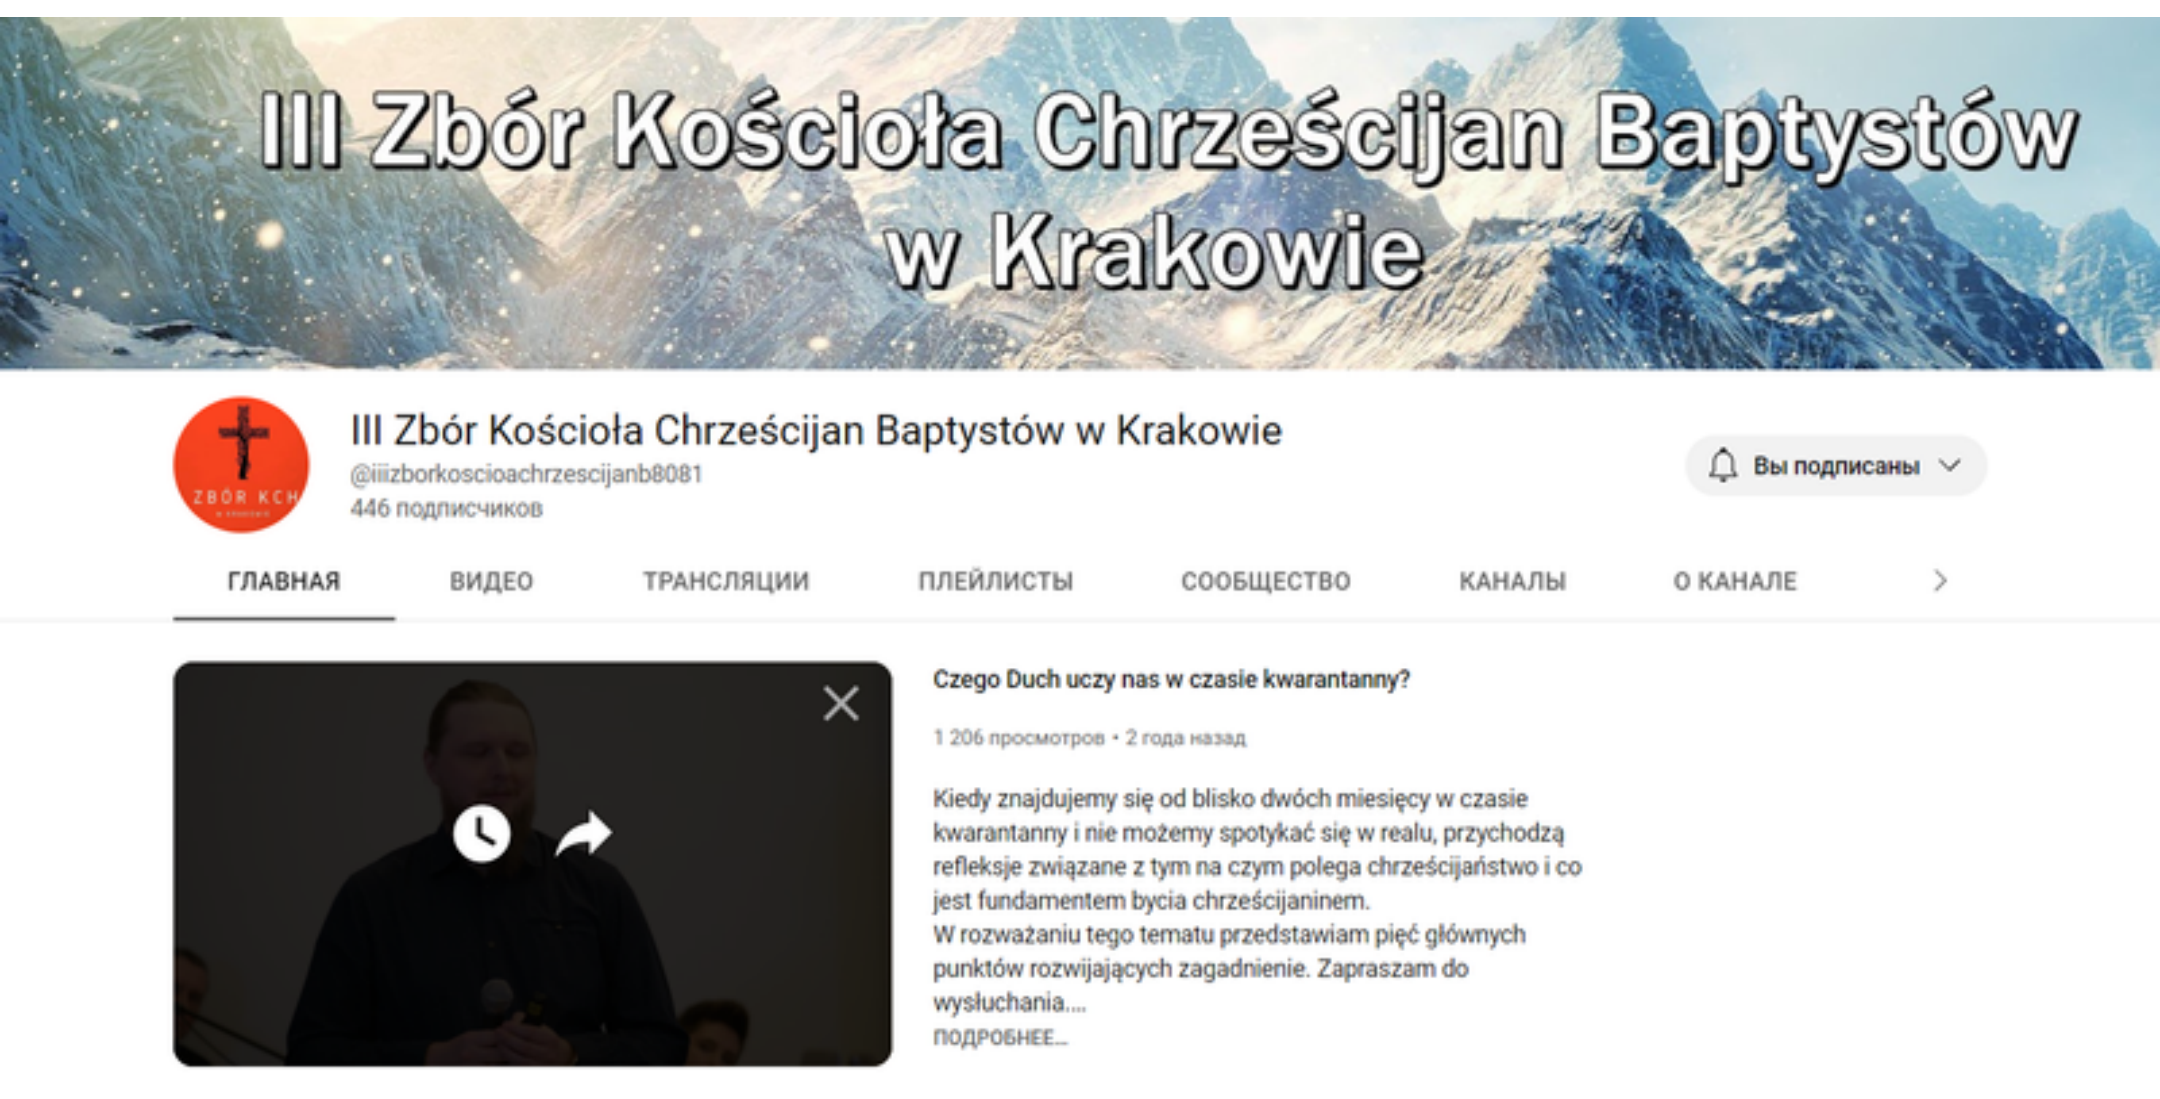 III Zbór Kościoła Chrześcijan Baptystów
w Krakowie
III Zbór Kościoła Chrześcijan Baptystów w Krakowie
@iiizborkoscioachrzescijanb8081
446 подписчиков
ZBÓR KCH
Вы подписаны
ГЛАВНАЯ ВИДЕО ТРАНСЛЯЦИИ ПЛЕЙЛИСТЫ СООБЩЕСТВО КАНАЛЫ О КАНАЛЕ
Czego Duch uczy nas w czasie kwarantanny?
1 206 просмотров • 2 года назад
Kiedy znajdujemy się od blisko dwóch miesięcy w czasie
kwarantanny i nie możemy spotykać się w realu, przychodzą
refleksje związane z tym na czym polega chrześcijaństwo i co
jest fundamentem bycia chrześcijaninem.
W rozważaniu tego tematu przedstawiam pięć głównych
punktów rozwijających zagadnienie. Zapraszam do
wysłuchania....
ПОДРОБНЕЕ...